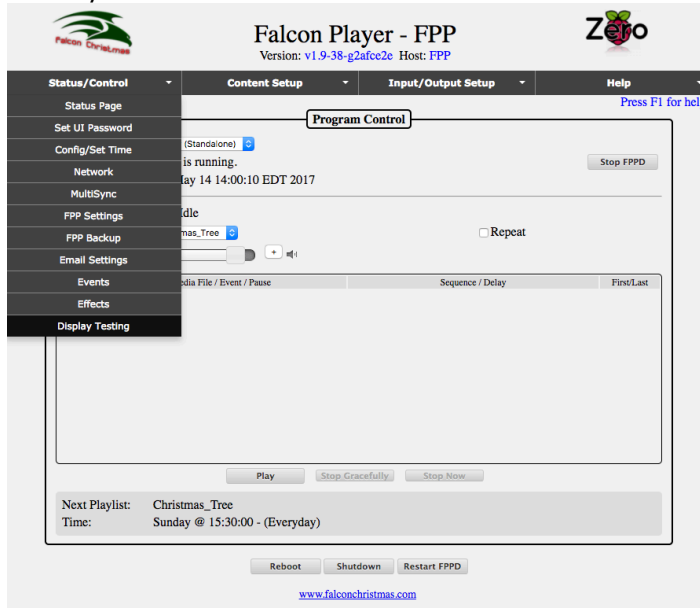 Falcon Christmas
Falcon Player - FPP
Version: v1.9-38-g2afce2e Host: FPP
Zero
Status/Control
Content Setup
Input/Output Setup
Help
Press F1 for hel
Status Page
Set UI Password
Config/Set Time
Network
MultiSync
FPP Settings
FPP Backup
Email Settings
Events
Effects
Display Testing
Program Control
(Standalone)
is running.
Stop FPPD
May 14 14:00:10 EDT 2017
Idle
mas_Tree
Repeat
+
edia File / Event / Pause
Sequence / Delay
First/Last
Play
Stop Gracefully
Stop Now
Next Playlist: Christmas_Tree
Time: Sunday @ 15:30:00 - (Everyday)
Reboot
Shutdown
Restart FPPD
www.falconchristmas.com